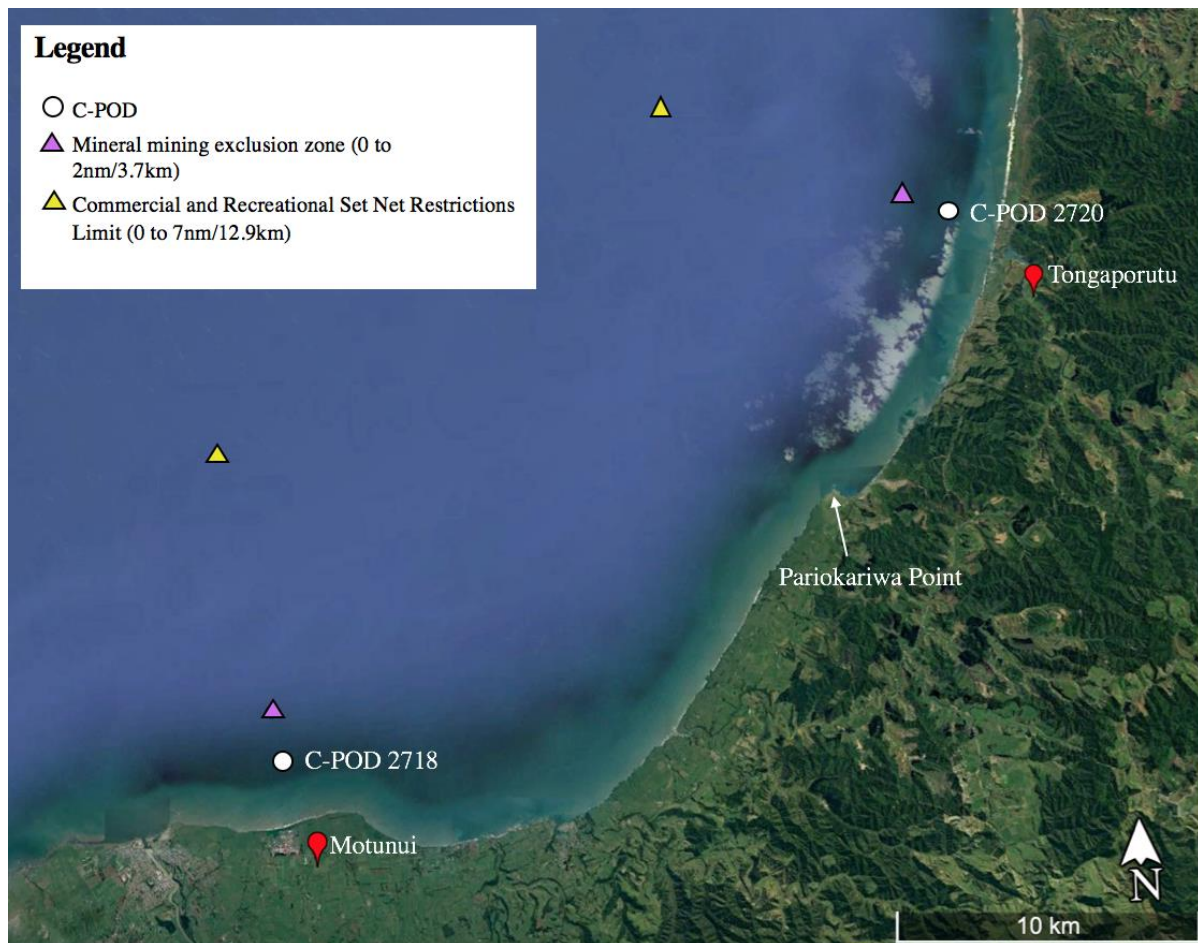 Legend
C-POD
Mineral mining exclusion zone (0 to
2nm/3.7km)
Commercial and Recreational Set Net Restrictions
Limit (0 to 7nm/12.9km)
C-POD 2720
Tongaporutu
Pariokariwa Point
C-POD 2718
Motunui
N
10 km